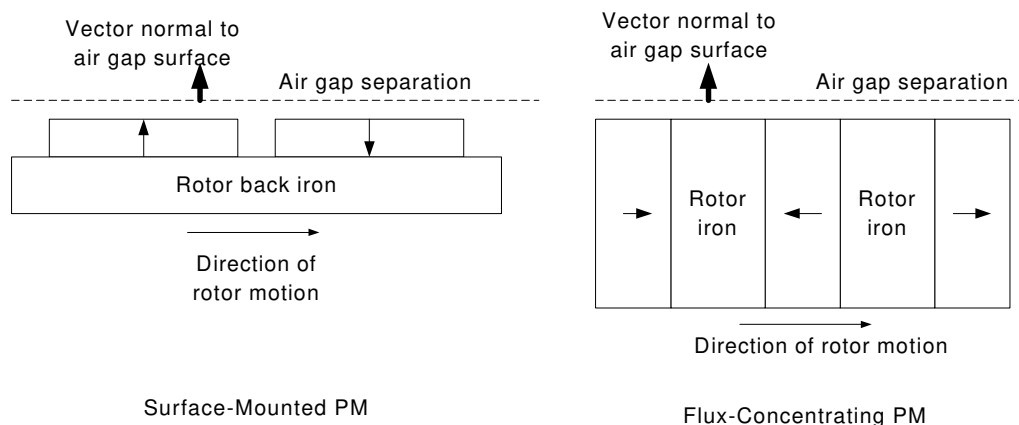 Vector normal to
air gap surface
Air gap separation
Rotor back iron
Direction of
rotor motion
Surface-Mounted PM
Vector normal to
air gap surface
Air gap separation
Rotor
iron
Rotor
iron
Direction of rotor motion
Flux-Concentrating PM